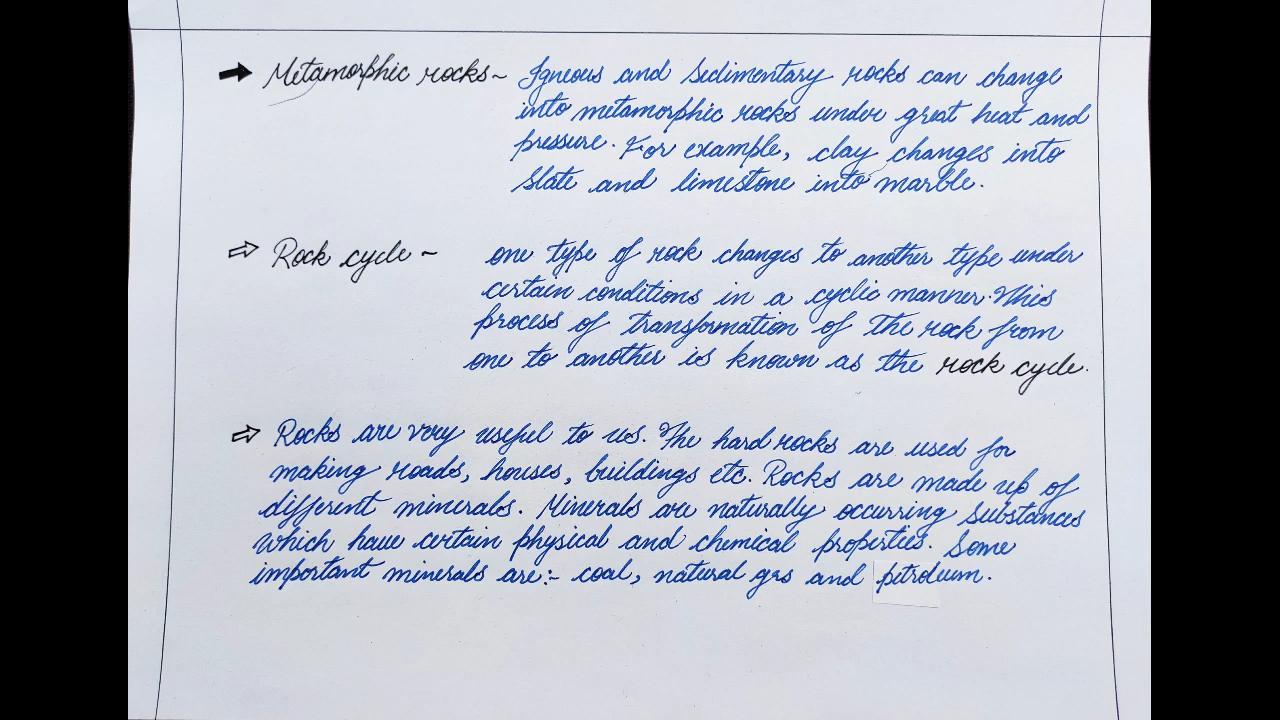 → Metamorphic rocks~ Igneous and Sedimentary rocks can change
into metamorphic rocks under great heat and
pressure. For example, clay changes into
Slate and limestone into marble.
⇨ Rock cycle ~ one type of rock changes to another type under
certain conditions in a cyclic manner. This
process of transformation of the rock from
one to another is known as the rock cycle.
⇨ Rocks are very useful to us. The hard rocks are used for
making roads, houses, buildings etc. Rocks are made up of
different minerals. Minerals are naturally occurring Substances
which have certain physical and chemical properties. Some
important minerals are:- coal, natural gas and petroleum.